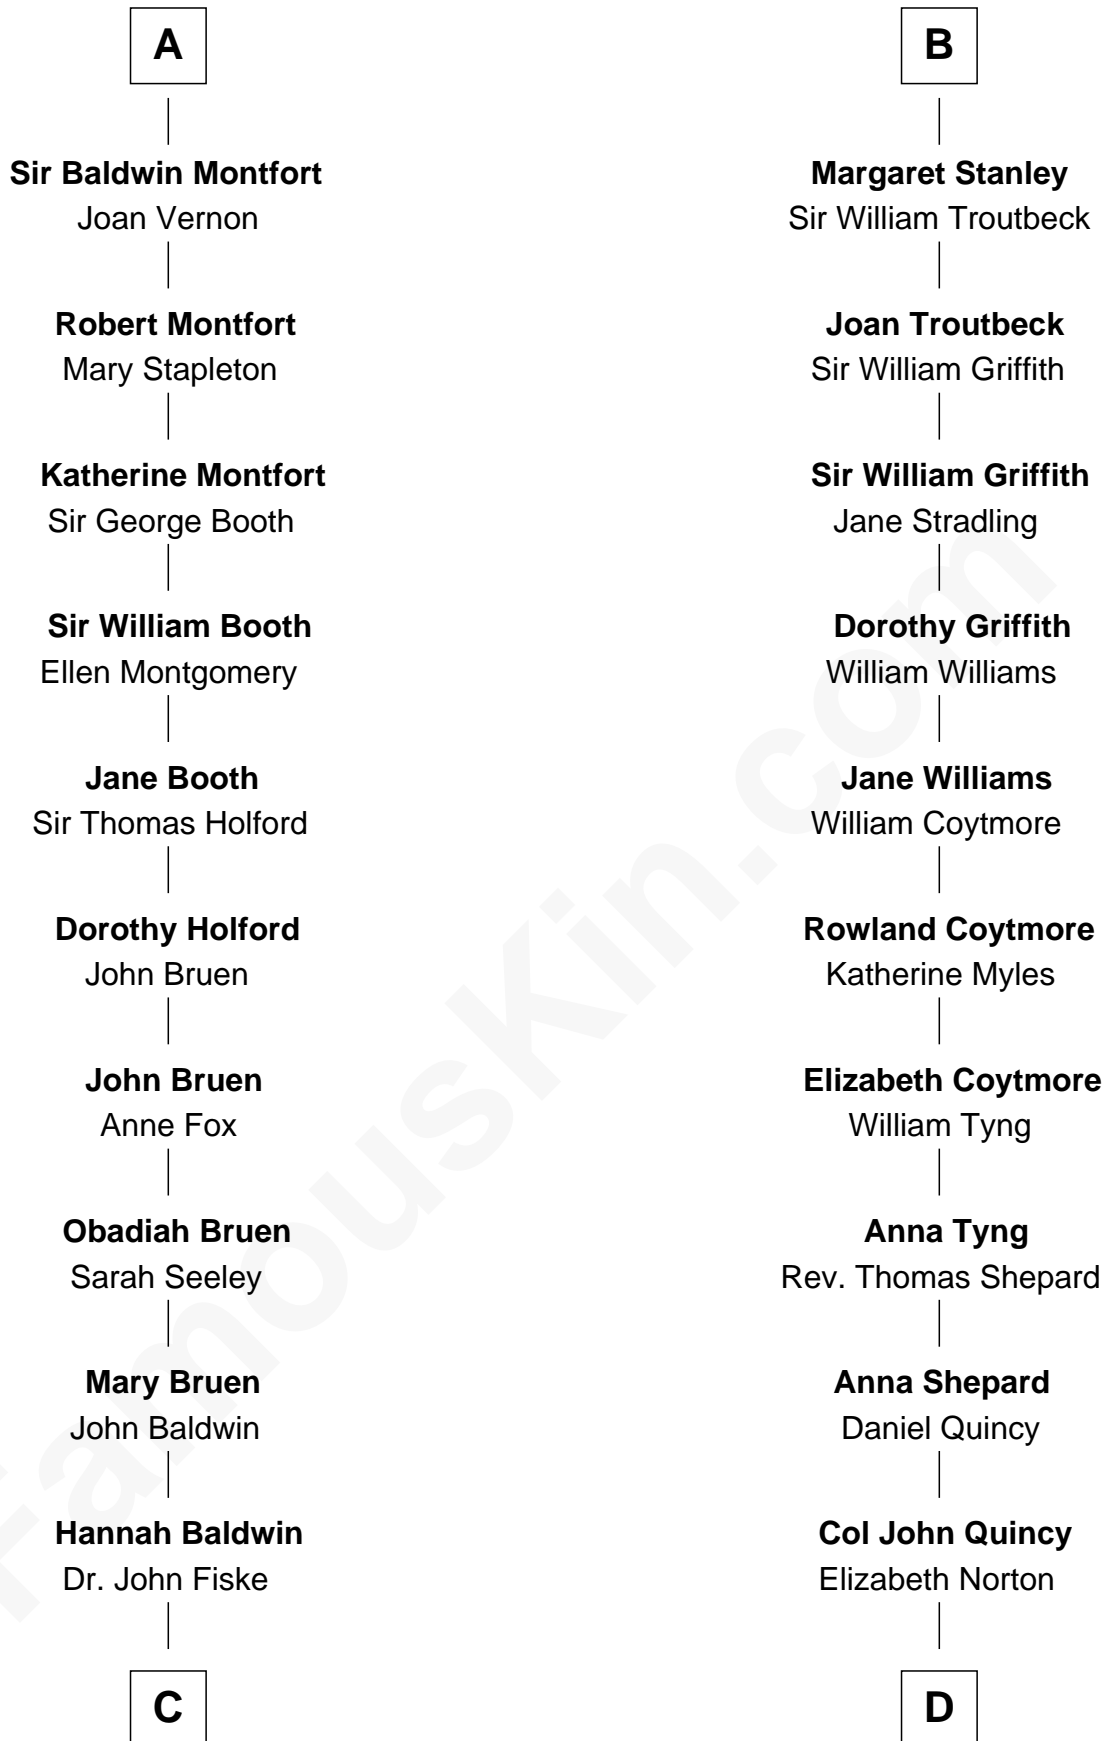 A
Sir Baldwin Montfort
Joan Vernon
Robert Montfort
Mary Stapleton
Katherine Montfort
Sir George Booth
Sir William Booth
Ellen Montgomery
Jane Booth
Sir Thomas Holford
Dorothy Holford
John Bruen
John Bruen
Anne Fox
Obadiah Bruen
Sarah Seeley
Mary Bruen
John Baldwin
Hannah Baldwin
Dr. John Fiske
C
B
Margaret Stanley
Sir William Troutbeck
Joan Troutbeck
Sir William Griffith
Sir William Griffith
Jane Stradling
Dorothy Griffith
William Williams
Jane Williams
William Coytmore
Rowland Coytmore
Katherine Myles
Elizabeth Coytmore
William Tyng
Anna Tyng
Rev. Thomas Shepard
Anna Shepard
Daniel Quincy
Col John Quincy
Elizabeth Norton
D
FamousKin.com